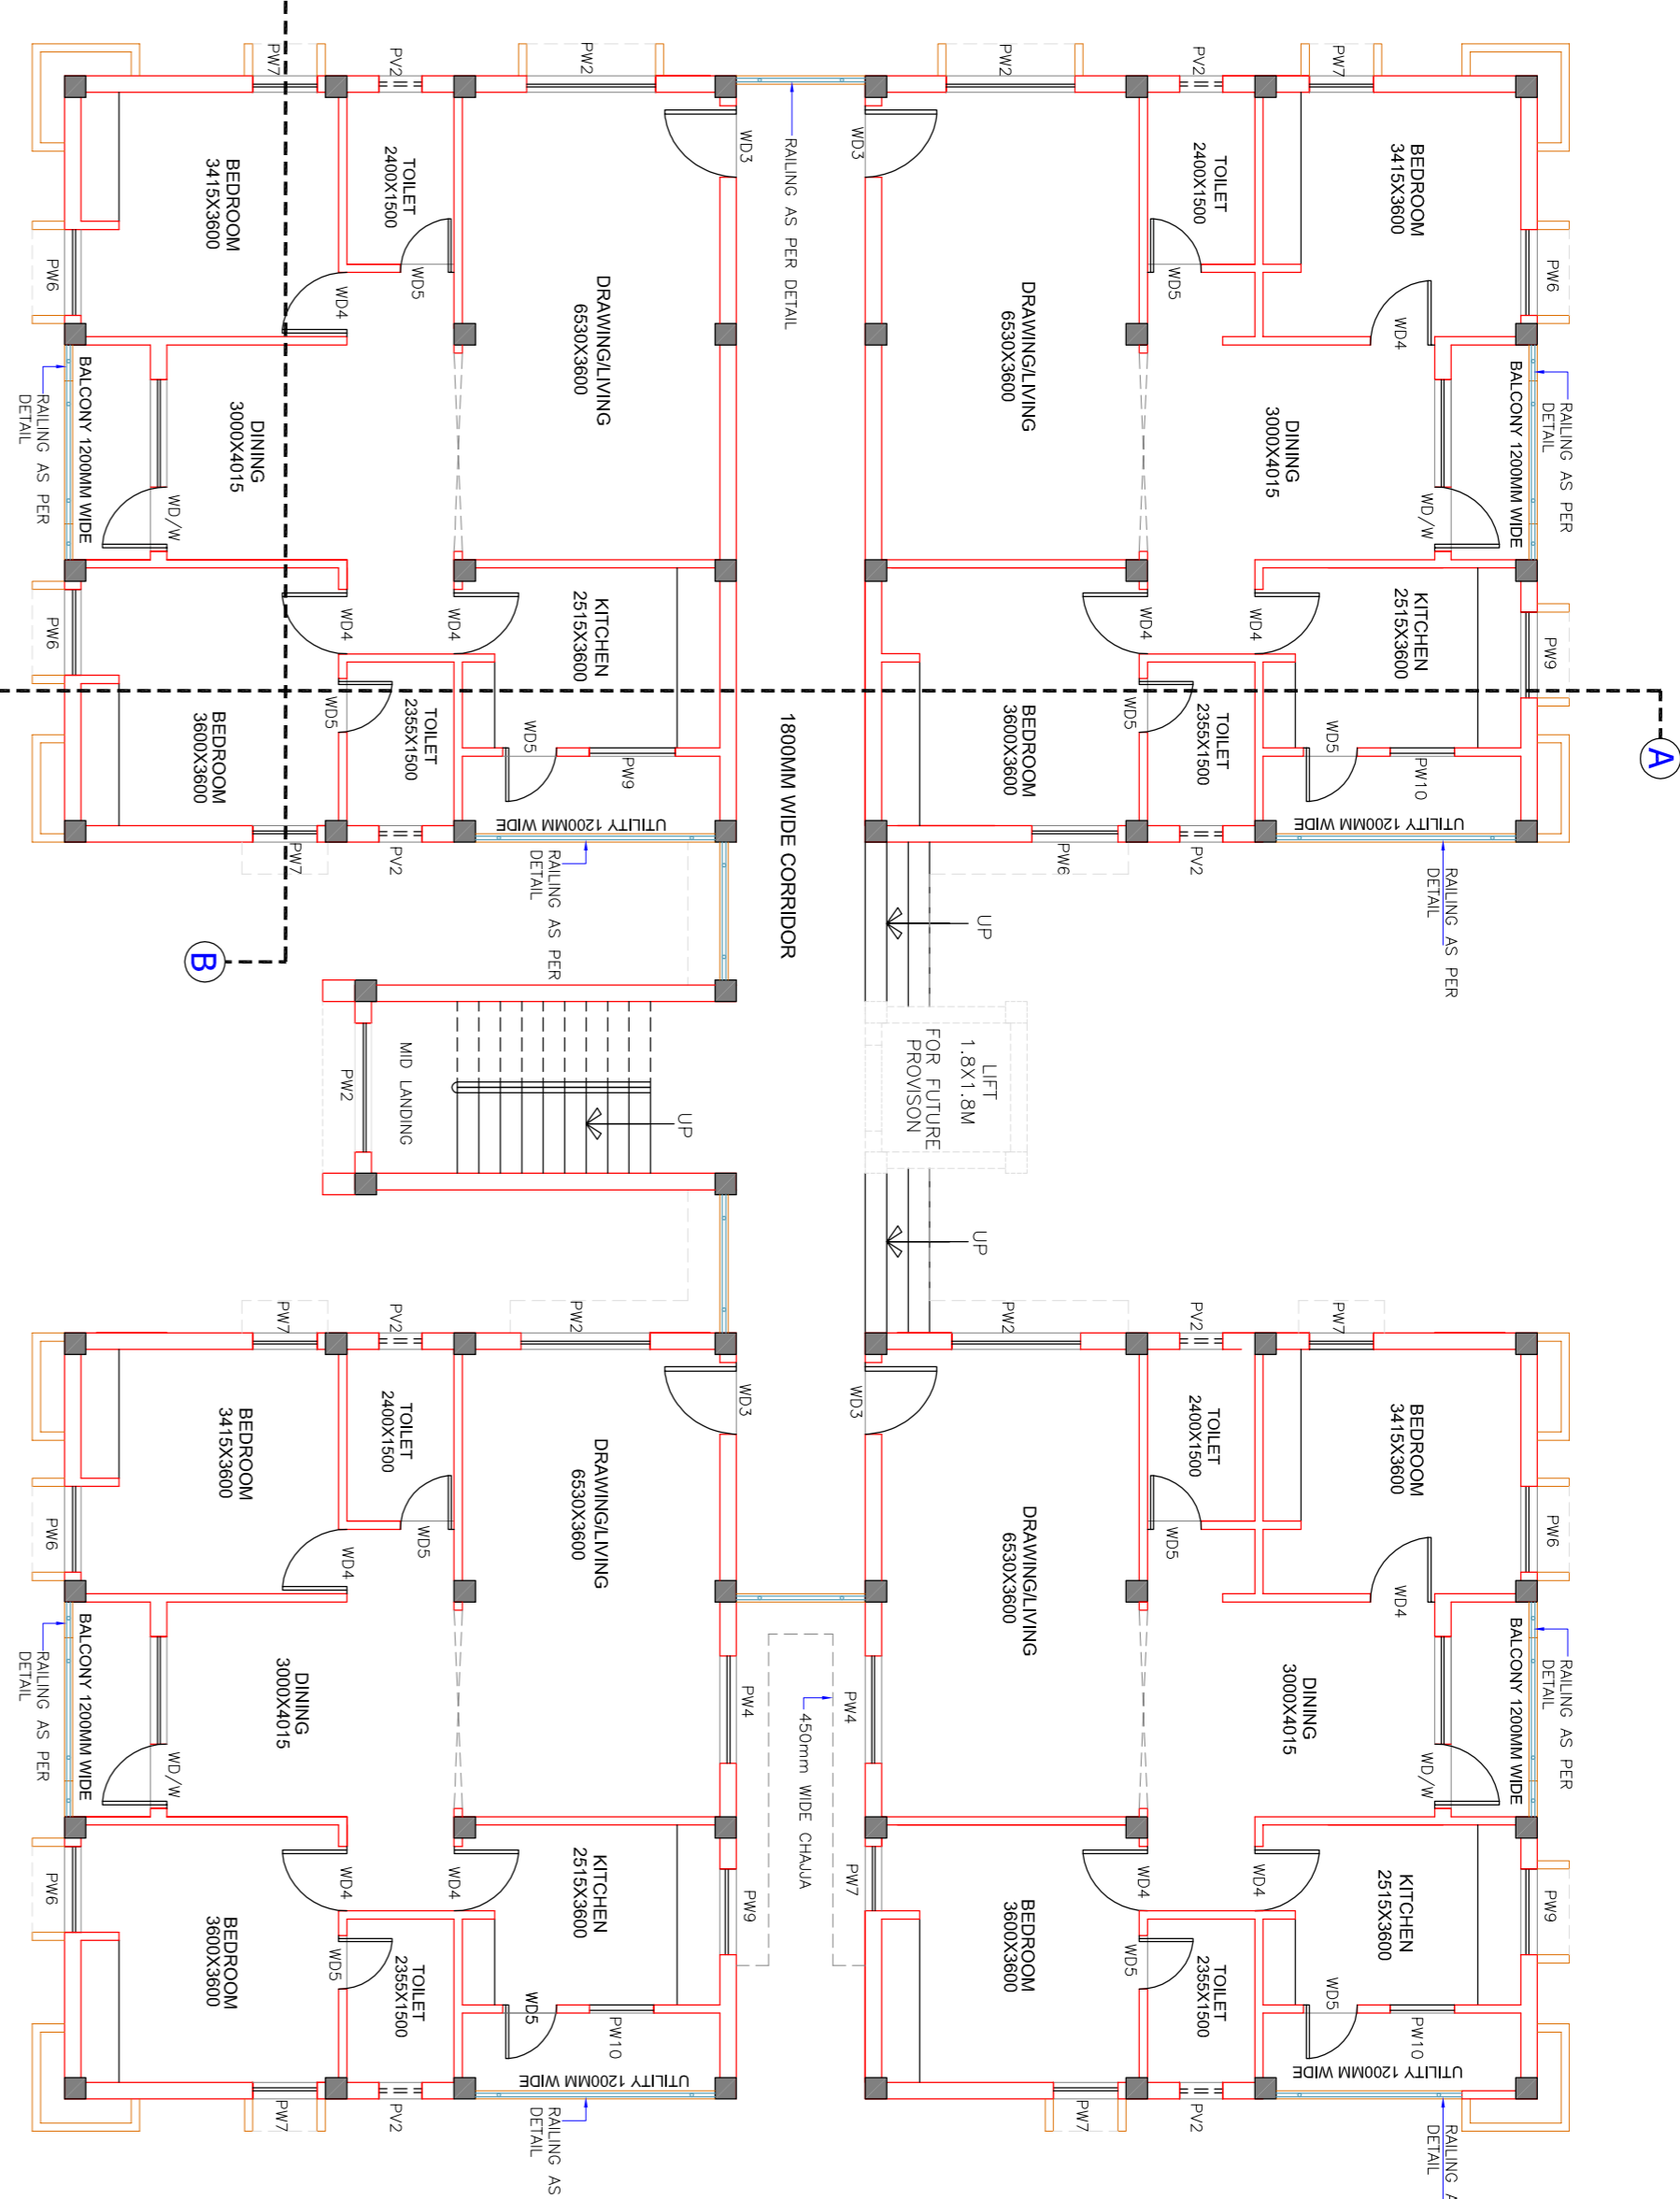 PW7
PV2
PW2
PW2
PV2
PW7
RAILING AS PER DETAIL
WD3
WD3
BEDROOM
3415X3600
TOILET
2400X1500
TOILET
2400X1500
BEDROOM
3415X3600
PW6
WD4
WD5
DRAWING/LIVING
6530X3600
DRAWING/LIVING
6530X3600
WD5
WD4
PW6
BALCONY 1200MM WIDE
RAILING AS PER
DETAIL
DINING
3000X4015
WD/W
DINING
3000X4015
WD/W
BALCONY 1200MM WIDE
RAILING AS PER
DETAIL
PW6
WD4
WD4
KITCHEN
2515X3600
WD4
WD4
KITCHEN
2515X3600
PW9
BEDROOM
3600X3600
WD5
TOILET
2355X1500
WD5
PW9
UTILITY 1200MM WIDE
1800MM WIDE CORRIDOR
BEDROOM
3600X3600
WD5
TOILET
2355X1500
WD5
PW10
UTILITY 1200MM WIDE
A
PW7
PV2
RAILING AS PER
DETAIL
PW6
PV2
RAILING AS PER
DETAIL
B
UP
LIFT
1.8X1.8M
FOR FUTURE
PROVISON
MID LANDING
PW2
UP
UP
PW7
PV2
PW2
PW2
PV2
PW7
WD3
WD3
BEDROOM
3415X3600
TOILET
2400X1500
TOILET
2400X1500
BEDROOM
3415X3600
PW6
WD4
WD5
DRAWING/LIVING
6530X3600
DRAWING/LIVING
6530X3600
WD5
WD4
PW6
BALCONY 1200MM WIDE
RAILING AS PER
DETAIL
DINING
3000X4015
WD/W
PW4
PW4
450mm WIDE CHAJJA
DINING
3000X4015
WD/W
BALCONY 1200MM WIDE
RAILING AS PER
DETAIL
PW6
WD4
WD4
KITCHEN
2515X3600
PW9
PW7
WD4
WD4
KITCHEN
2515X3600
PW9
BEDROOM
3600X3600
WD5
TOILET
2355X1500
WD5
PW10
UTILITY 1200MM WIDE
BEDROOM
3600X3600
WD5
TOILET
2355X1500
WD5
PW10
UTILITY 1200MM WIDE
PW7
PV2
RAILING AS
DETAIL
PW7
PV2
RAILING
DETAIL